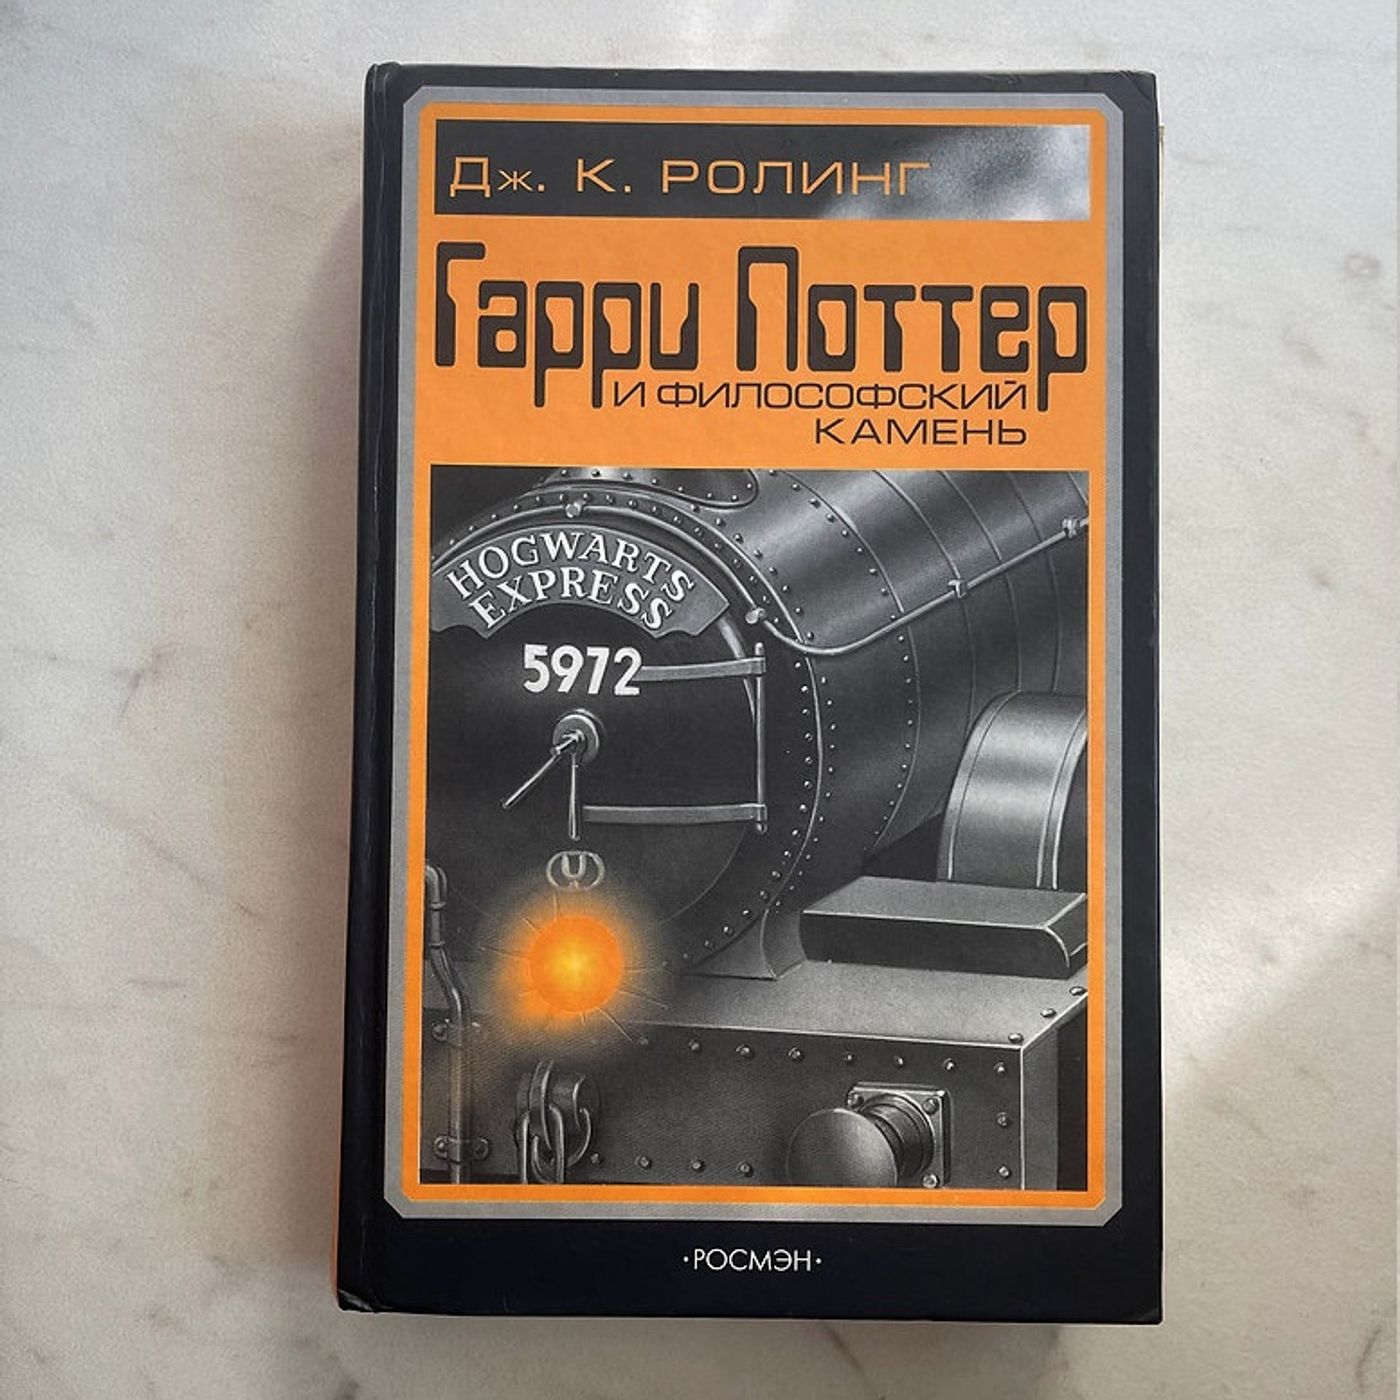 Дж. К. РОЛИНГ
Гарри Поттер
И ФИЛОСОФСКИЙ
КАМЕНЬ
HOGWARTS
EXPRESS
5972
·РОСМЭН·